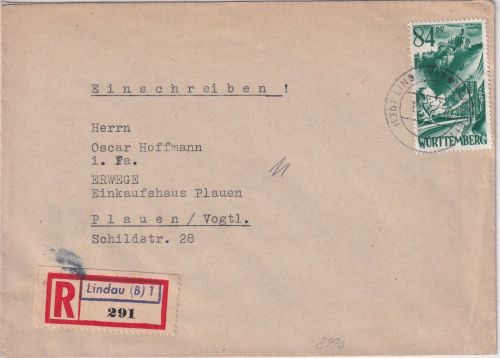 84 PF
WÜRTTEMBERG
Einschreiben!
Herrn
Oscar Hoffmann
i. Fa.
ERWEGE
Einkaufshaus Plauen
Plauen/Vogtl.
Schildstr. 28
R
Lindau (B) 1
291